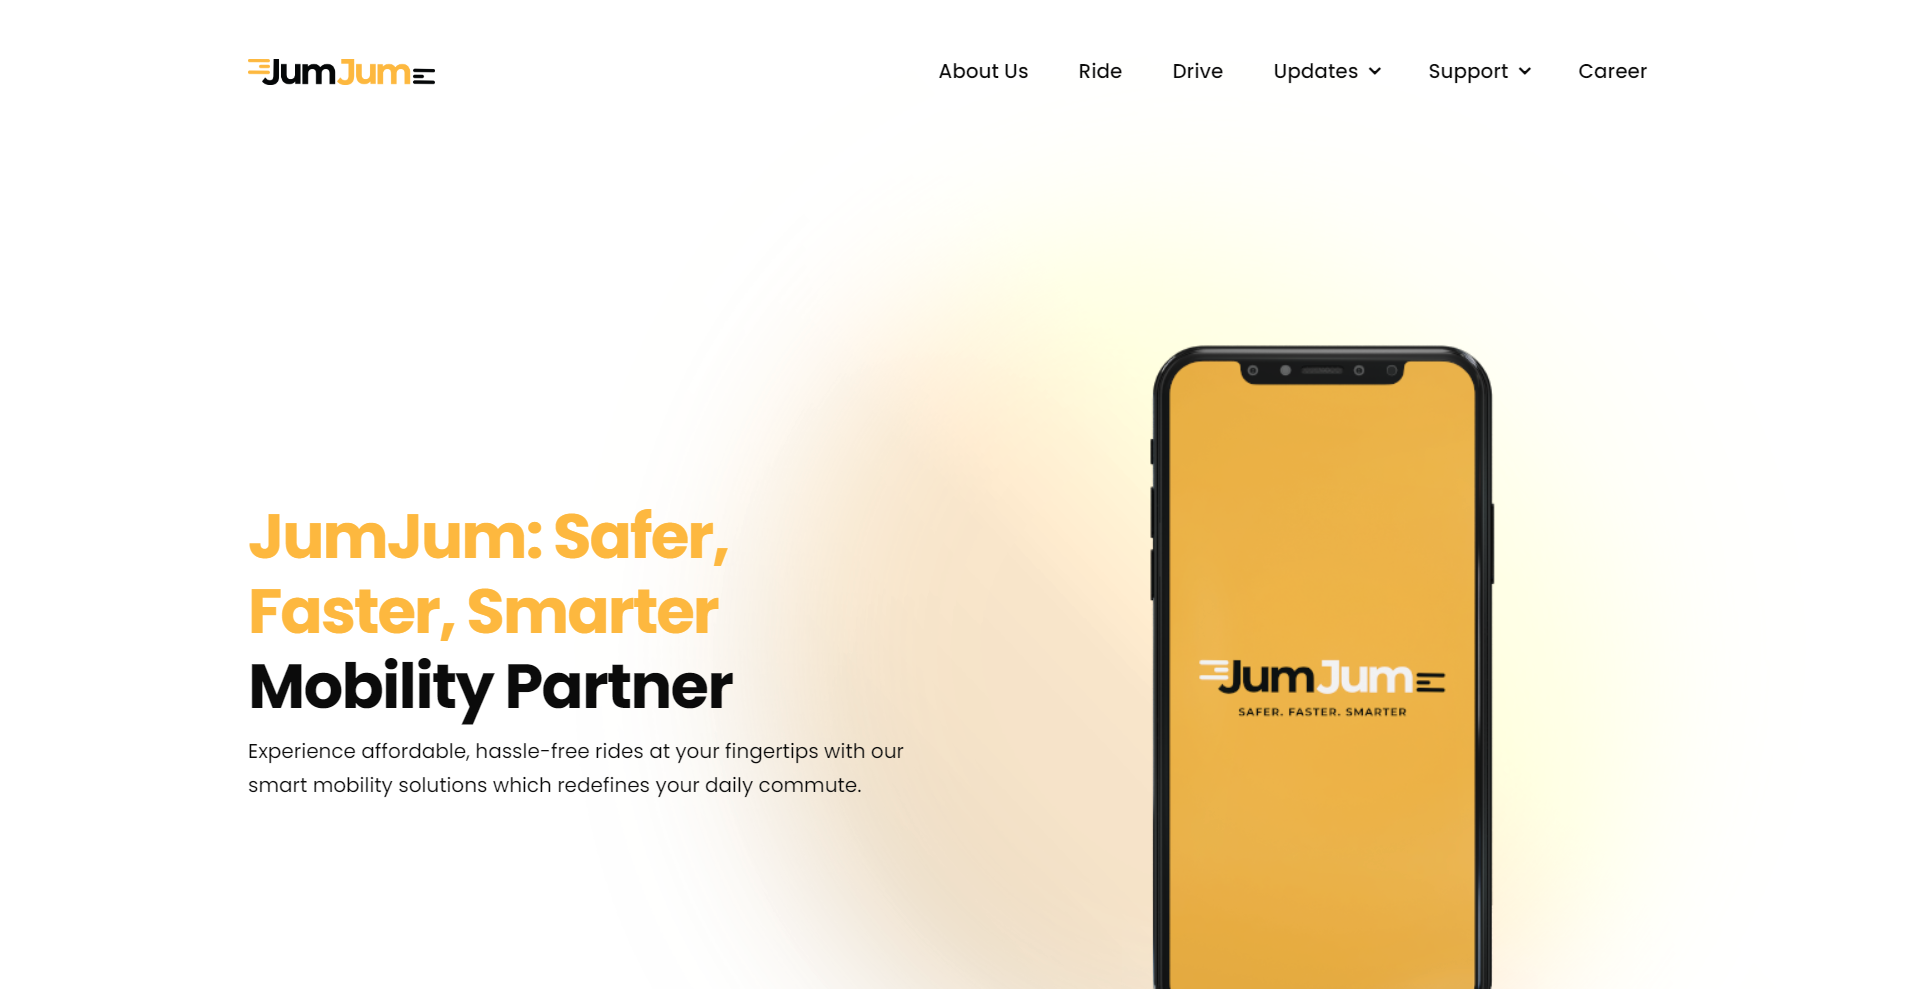 JumJum
About Us
Ride
Drive
Updates
Support
Career
JumJum: Safer,
Faster, Smarter
Mobility Partner
Experience affordable, hassle-free rides at your fingertips with our
smart mobility solutions which redefines your daily commute.
JumJum
SAFER. FASTER. SMARTER